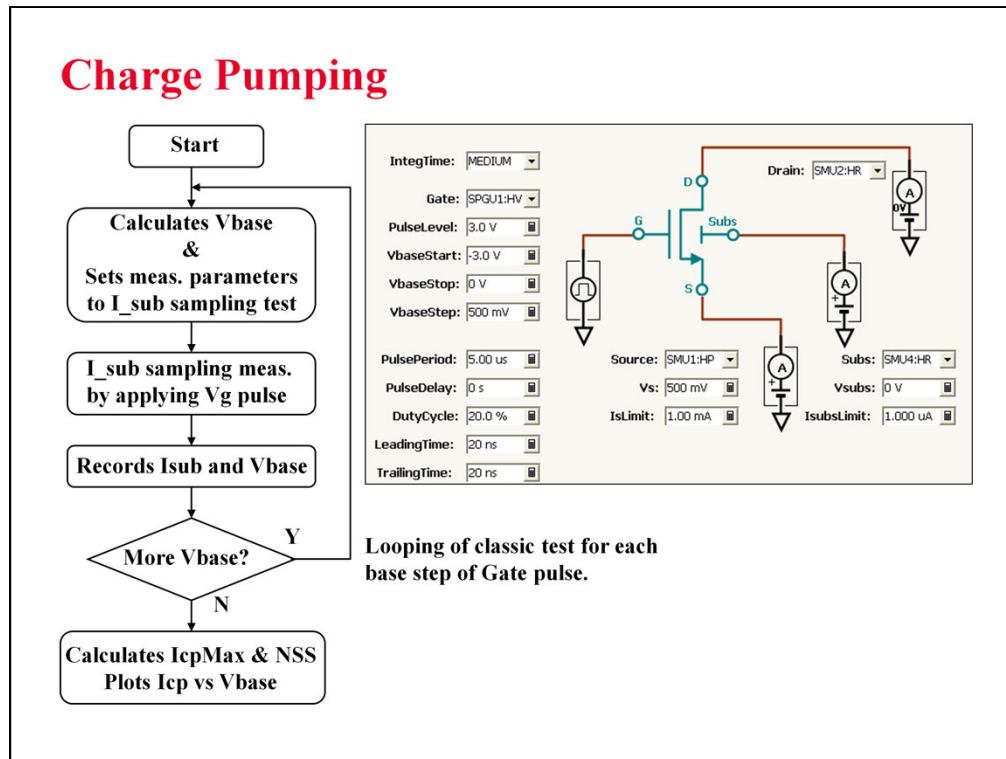 Charge Pumping
Start
Calculates Vbase
&
Sets meas. parameters
to I_sub sampling test
I_sub sampling meas.
by applying Vg pulse
Records Isub and Vbase
More Vbase?
Y
N
Calculates IcpMax & NSS
Plots Icp vs Vbase
IntegTime: MEDIUM
Gate: SPGU1:HV
PulseLevel: 3.0 V
VbaseStart: -3.0 V
VbaseStop: 0 V
VbaseStep: 500 mV
PulsePeriod: 5.00 us
PulseDelay: 0 s
DutyCycle: 20.0 %
LeadingTime: 20 ns
TrailingTime: 20 ns
D
G
Subs
S
Drain: SMU2:HR
A
0V
A
+
A
+
Source: SMU1:HP
Vs: 500 mV
IsLimit: 1.00 mA
Subs: SMU4:HR
Vsubs: 0 V
IsubsLimit: 1.000 uA
Looping of classic test for each
base step of Gate pulse.